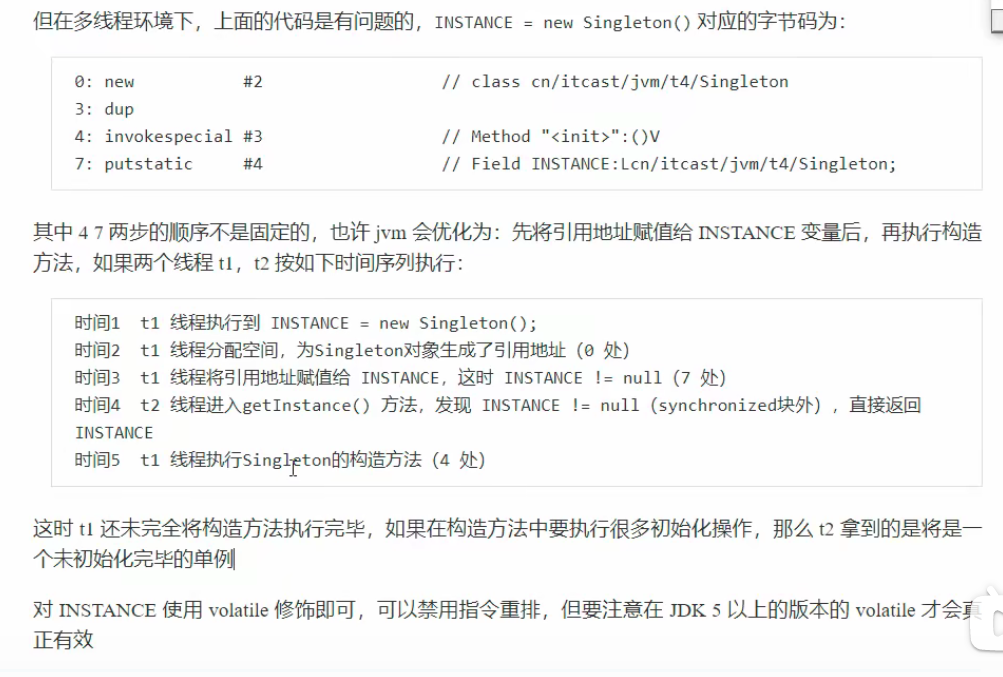 但在多线程环境下，上面的代码是有问题的，INSTANCE = new Singleton() 对应的字节码为：
0: new #2 // class cn/itcast/jvm/t4/Singleton
3: dup
4: invokespecial #3 // Method "<init>":()V
7: putstatic #4 // Field INSTANCE:Lcn/itcast/jvm/t4/Singleton;
其中 4 7 两步的顺序不是固定的，也许 jvm 会优化为：先将引用地址赋值给 INSTANCE 变量后，再执行构造
方法，如果两个线程 t1，t2 按如下时间序列执行：
时间1 t1 线程执行到 INSTANCE = new Singleton();
时间2 t1 线程分配空间，为Singleton对象生成了引用地址（0 处）
时间3 t1 线程将引用地址赋值给 INSTANCE，这时 INSTANCE != null（7 处）
时间4 t2 线程进入getInstance() 方法，发现 INSTANCE != null（synchronized块外），直接返回
INSTANCE
时间5 t1 线程执行Singleton的构造方法（4 处）
这时 t1 还未完全将构造方法执行完毕，如果在构造方法中要执行很多初始化操作，那么 t2 拿到的是将是一
个未初始化完毕的单例
对 INSTANCE 使用 volatile 修饰即可，可以禁用指令重排，但要注意在 JDK 5 以上的版本的 volatile 才会真
正有效